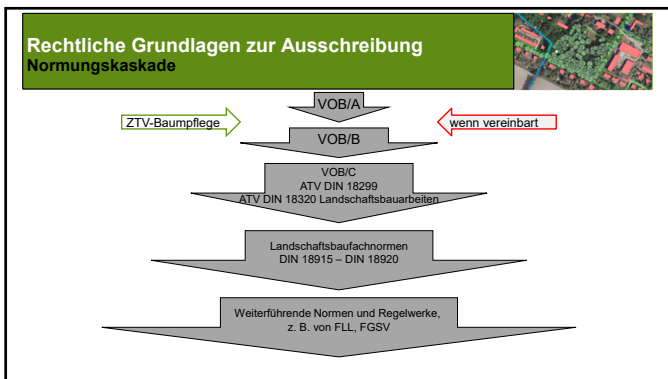 Rechtliche Grundlagen zur Ausschreibung
Normungskaskade
VOB/A
ZTV-Baumpflege
wenn vereinbart
VOB/B
VOB/C
ATV DIN 18299
ATV DIN 18320 Landschaftsbauarbeiten
Landschaftsbaufachnormen
DIN 18915 – DIN 18920
Weiterführende Normen und Regelwerke,
z. B. von FLL, FGSV